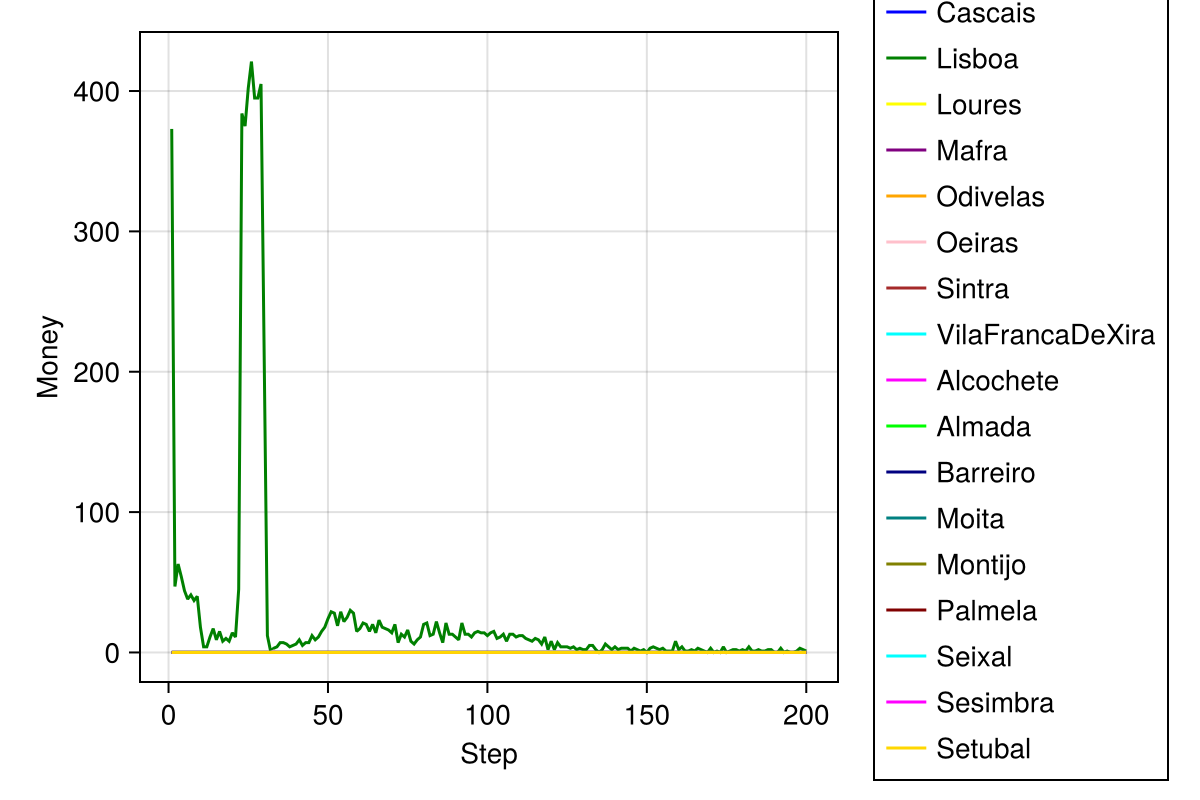 Money
400
300
200
100
0
0
50
100
150
200
Step
Cascais
Lisboa
Loures
Mafra
Odivelas
Oeiras
Sintra
VilaFrancaDeXira
Alcochete
Almada
Barreiro
Moita
Montijo
Palmela
Seixal
Sesimbra
Setubal